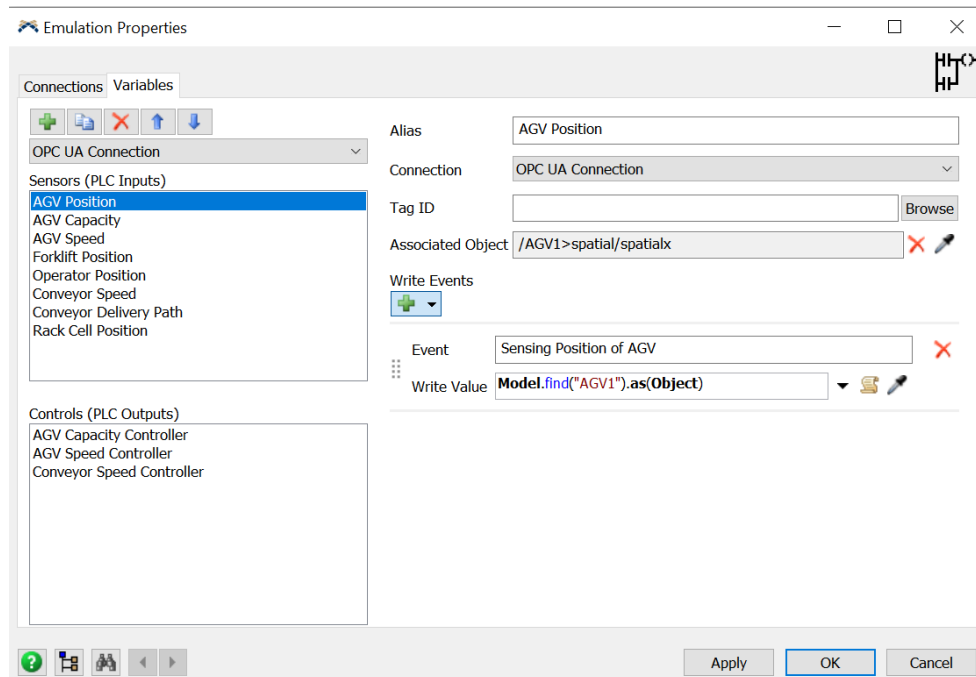 Emulation Properties
Connections
Variables
OPC UA Connection
Sensors (PLC Inputs)
AGV Position
AGV Capacity
AGV Speed
Forklift Position
Operator Position
Conveyor Speed
Conveyor Delivery Path
Rack Cell Position
Controls (PLC Outputs)
AGV Capacity Controller
AGV Speed Controller
Conveyor Speed Controller
Alias AGV Position
Connection OPC UA Connection
Tag ID Browse
Associated Object /AGV1>spatial/spatialx
Write Events
Event Sensing Position of AGV
Write Value Model.find("AGV1").as(Object)
Apply OK Cancel